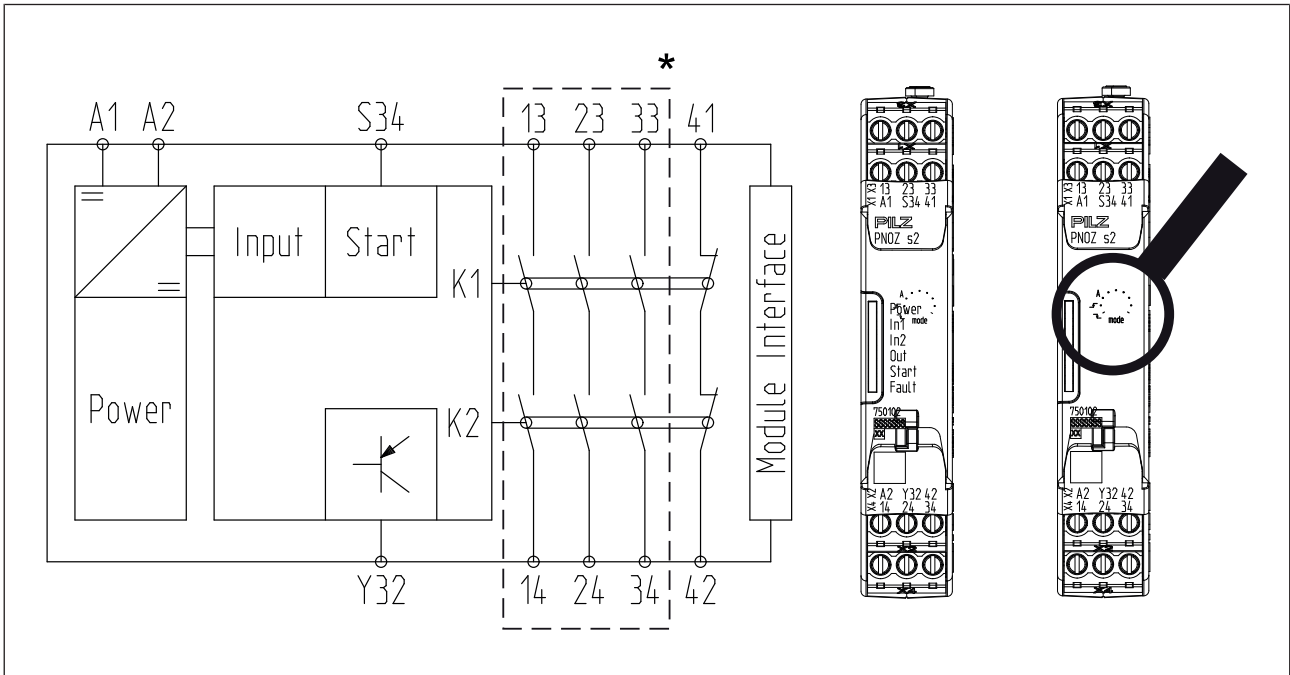 *
A1 A2 S34 13 23 33 41
Input Start
K1
Power
K2
Module Interface
Y32 14 24 34 42
X3 13 23 33
X1 A1 S34 41
PILZ
PNOZ s2
A
Power
mode
In1
In2
Out
Start
Fault
750102
X2 A2 Y32 42
X4 14 24 34
X3 13 23 33
X1 A1 S34 41
PILZ
PNOZ s2
A
mode
750102
X2 A2 Y32 42
X4 14 24 34